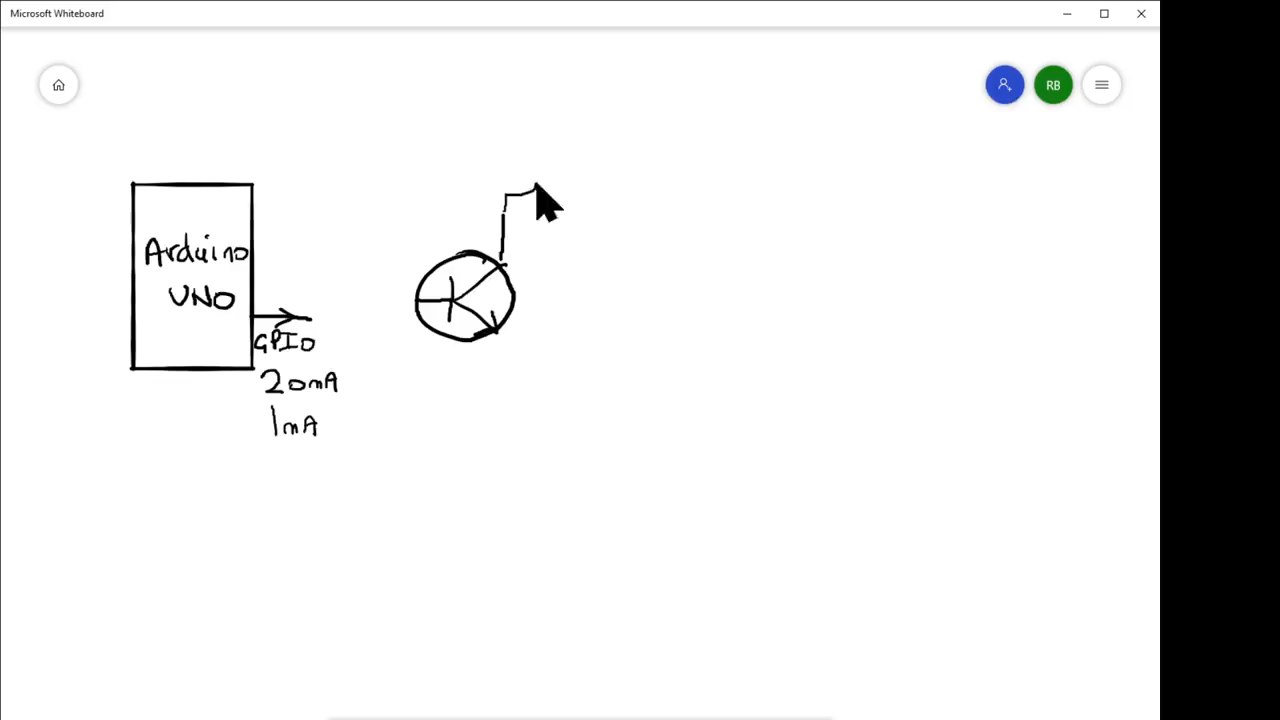 Microsoft Whiteboard
RB
Arduino
UNO
GPIO
20mA
1mA